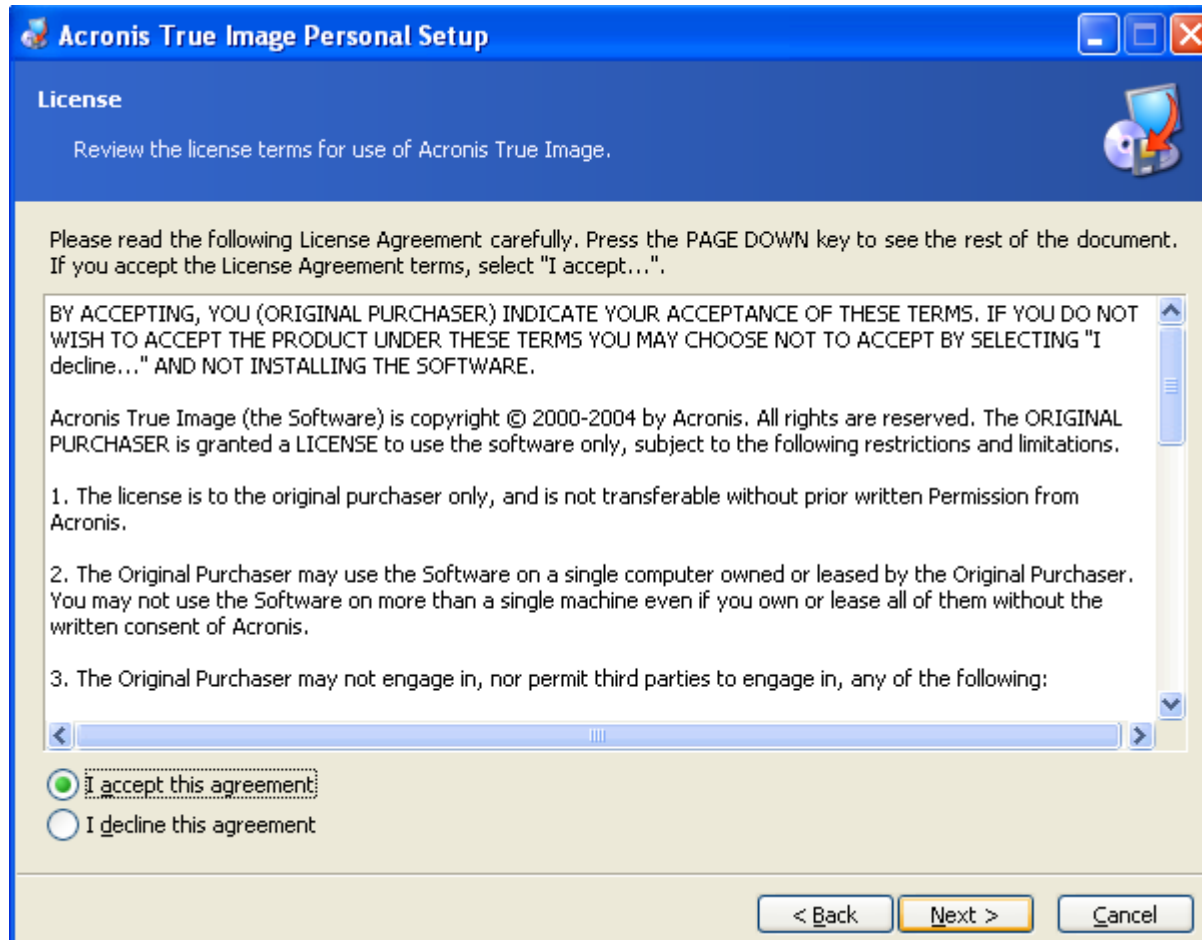 Acronis True Image Personal Setup
License
Review the license terms for use of Acronis True Image.
Please read the following License Agreement carefully. Press the PAGE DOWN key to see the rest of the document.
If you accept the License Agreement terms, select "I accept...".
BY ACCEPTING, YOU (ORIGINAL PURCHASER) INDICATE YOUR ACCEPTANCE OF THESE TERMS. IF YOU DO NOT
WISH TO ACCEPT THE PRODUCT UNDER THESE TERMS YOU MAY CHOOSE NOT TO ACCEPT BY SELECTING "I
decline..." AND NOT INSTALLING THE SOFTWARE.
Acronis True Image (the Software) is copyright © 2000-2004 by Acronis. All rights are reserved. The ORIGINAL
PURCHASER is granted a LICENSE to use the software only, subject to the following restrictions and limitations.
1. The license is to the original purchaser only, and is not transferable without prior written Permission from
Acronis.
2. The Original Purchaser may use the Software on a single computer owned or leased by the Original Purchaser.
You may not use the Software on more than a single machine even if you own or lease all of them without the
written consent of Acronis.
3. The Original Purchaser may not engage in, nor permit third parties to engage in, any of the following:
I accept this agreement
I decline this agreement
< Back
Next >
Cancel